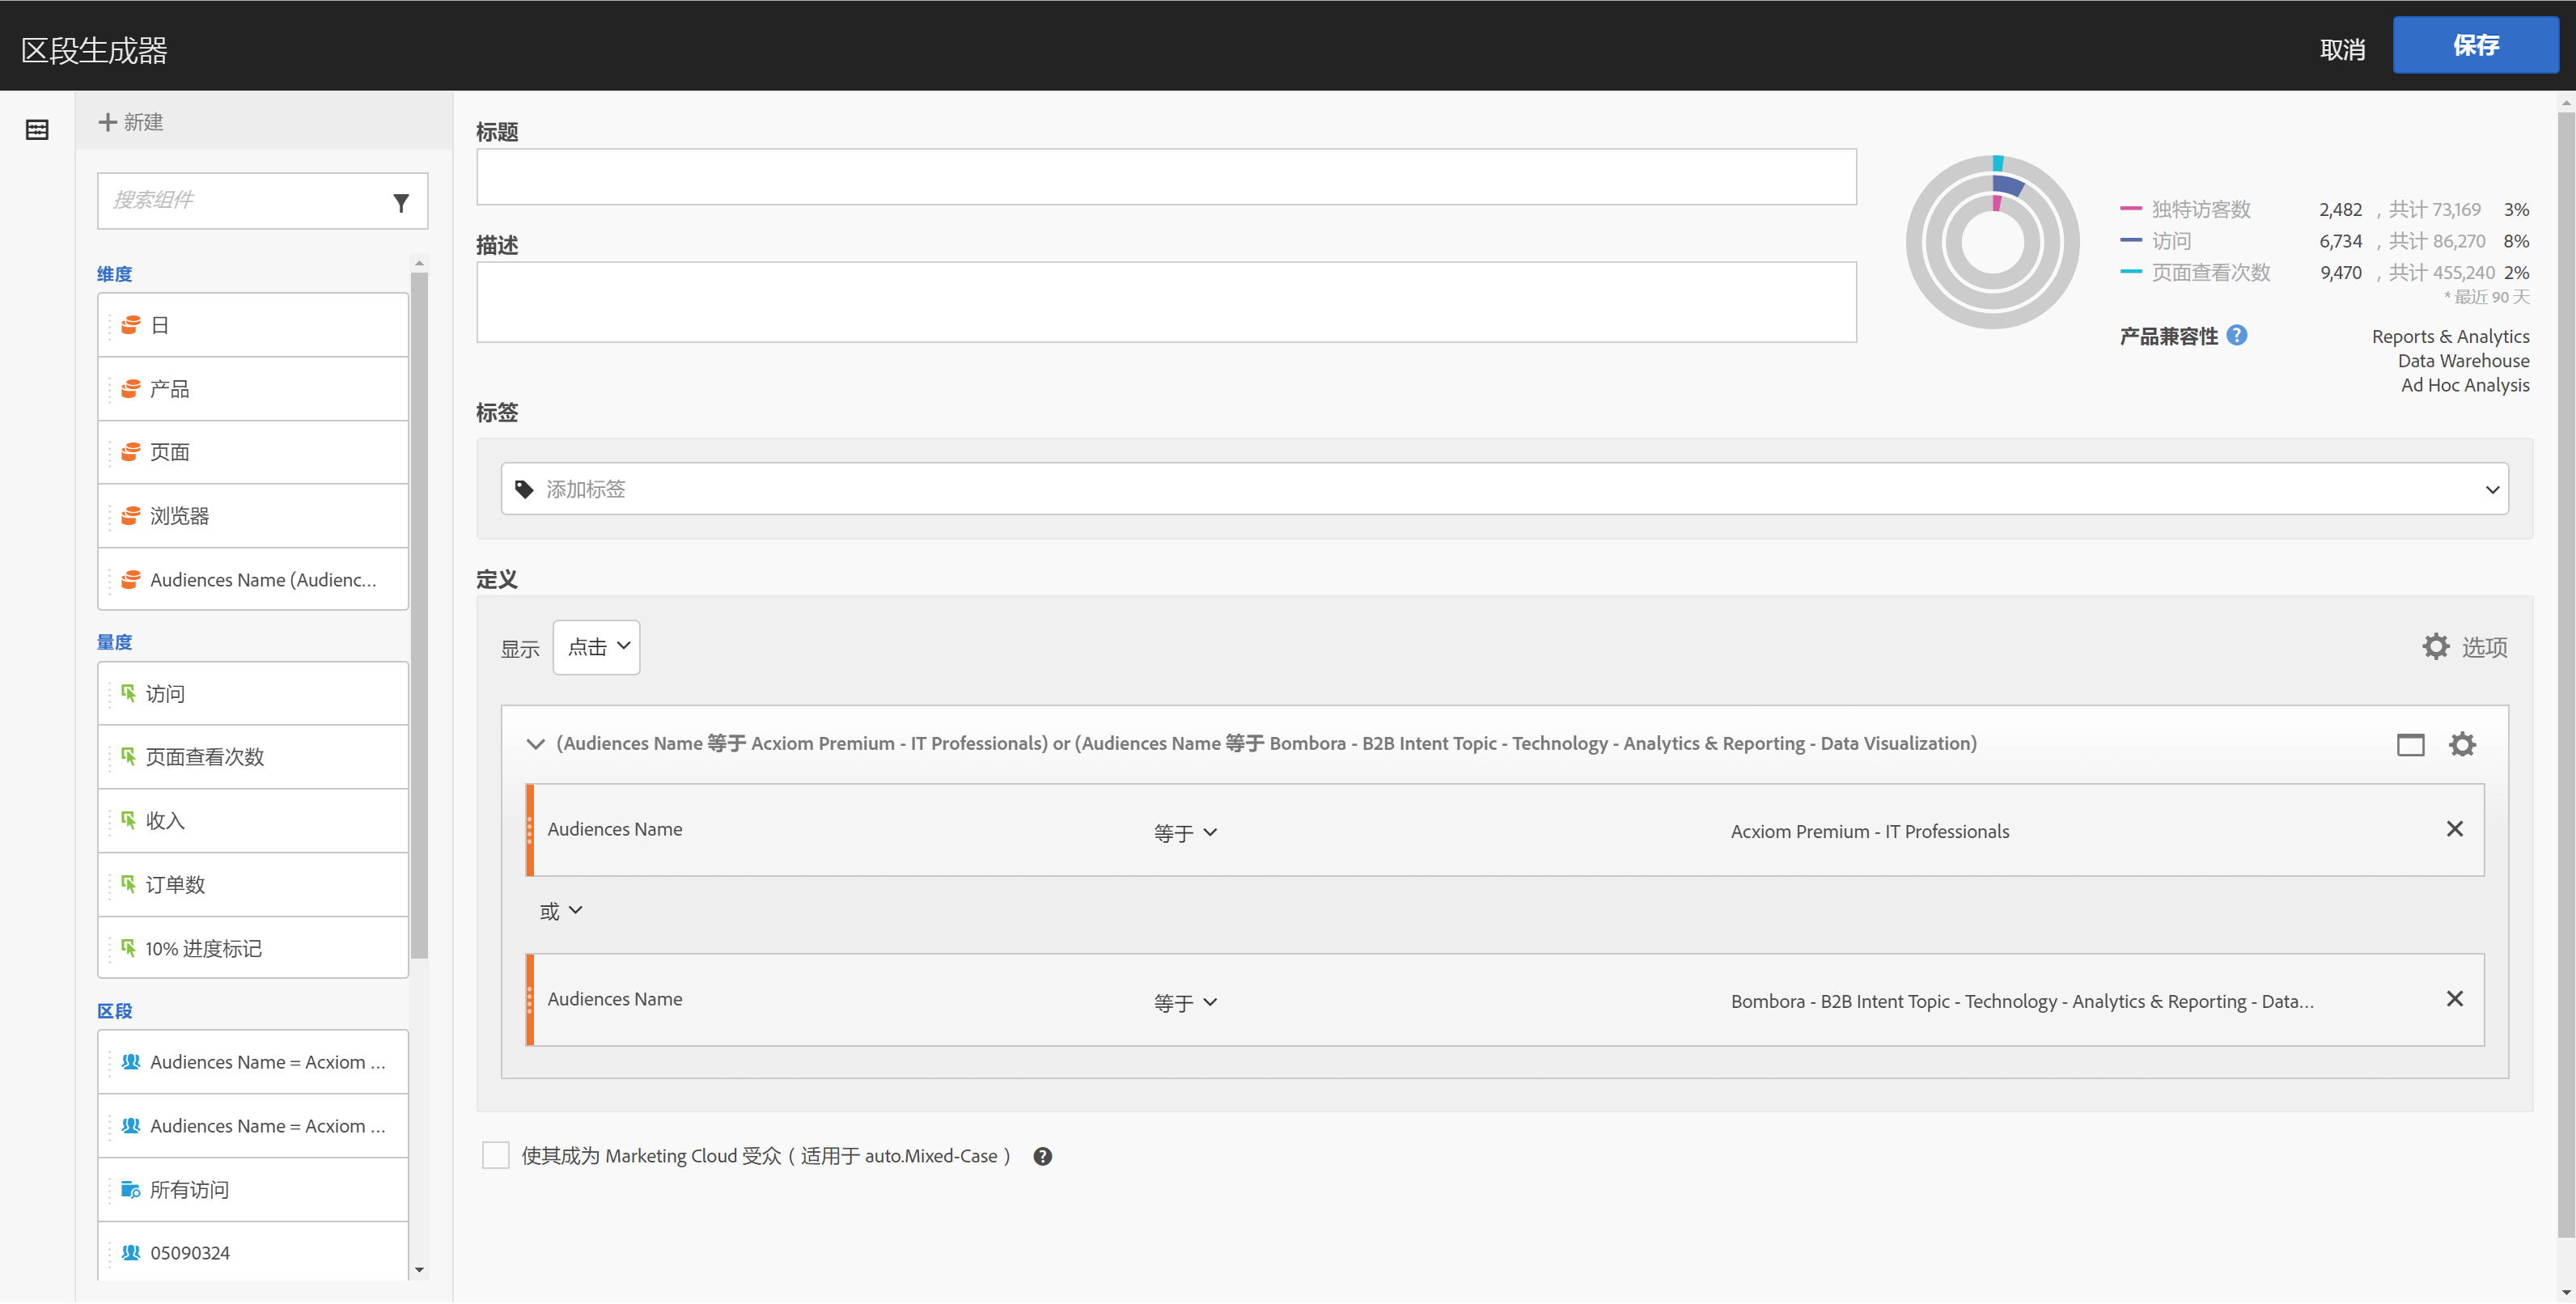 区段生成器
取消
保存
新建
搜索组件
维度
日
产品
页面
浏览器
Audiences Name (Audienc...
量度
访问
页面查看次数
收入
订单数
10% 进度标记
区段
Audiences Name = Acxiom ...
Audiences Name = Acxiom ...
所有访问
05090324
标题
描述
独特访客数 2,482 , 共计 73,169 3%
访问 6,734 , 共计 86,270 8%
页面查看次数 9,470 , 共计 455,240 2%
* 最近 90 天
产品兼容性 ? Reports & Analytics
Data Warehouse
Ad Hoc Analysis
标签
添加标签
定义
显示 点击 选项
(Audiences Name 等于 Acxiom Premium - IT Professionals) or (Audiences Name 等于 Bombora - B2B Intent Topic - Technology - Analytics & Reporting - Data Visualization)
Audiences Name 等于 Acxiom Premium - IT Professionals
或
Audiences Name 等于 Bombora - B2B Intent Topic - Technology - Analytics & Reporting - Data...
使其成为 Marketing Cloud 受众 ( 适用于 auto.Mixed-Case ) ?